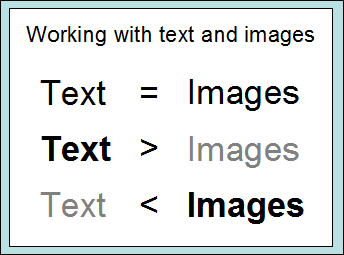 Working with text and images
Text = Images
Text > Images
Text < Images